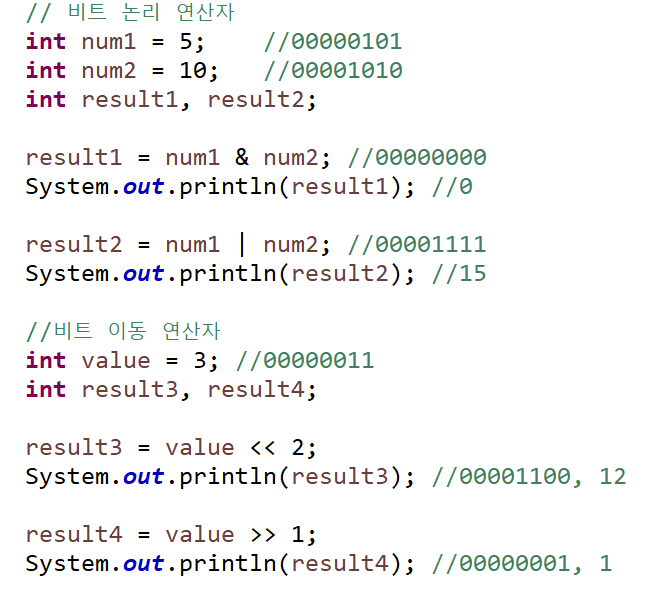 // 비트 논리 연산자
int num1 = 5;    //00000101
int num2 = 10;   //00001010
int result1, result2;
result1 = num1 & num2; //00000000
System.out.println(result1); //0
result2 = num1 | num2; //00001111
System.out.println(result2); //15
//비트 이동 연산자
int value = 3; //00000011
int result3, result4;
result3 = value << 2;
System.out.println(result3); //00001100, 12
result4 = value >> 1;
System.out.println(result4); //00000001, 1